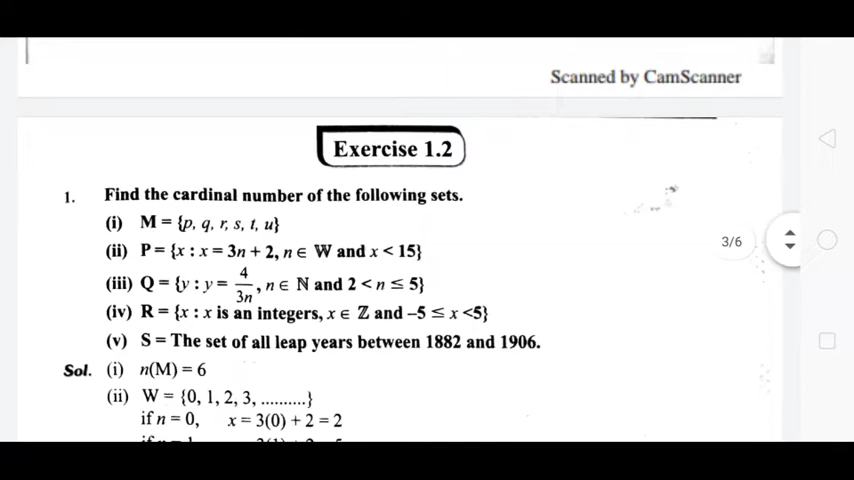 Scanned by CamScanner
Exercise 1.2
1. Find the cardinal number of the following sets.
(i) M = {p, q, r, s, t, u}
(ii) P = {x : x = 3n + 2, n ∈ W and x < 15}
(iii) Q = {y : y = 4/3n, n ∈ N and 2 < n ≤ 5}
3/6
(iv) R = {x : x is an integers, x ∈ ℤ and –5 ≤ x <5}
(v) S = The set of all leap years between 1882 and 1906.
Sol. (i) n(M) = 6
(ii) W = {0, 1, 2, 3, ..........}
if n = 0, x = 3(0) + 2 = 2